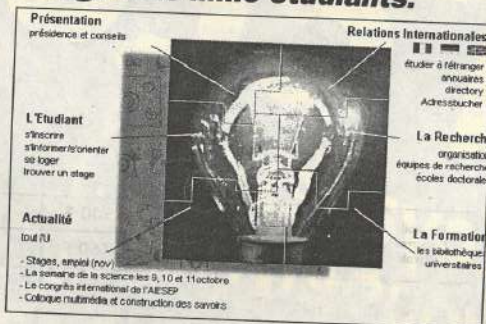 étudiants.
Présentation
présidence et conseils
L'Etudiant
s'inscrire
s'informer/s'orienter
se loger
trouver un stage
Actualité
tout l'U
- Stages, emploi (nov)
- La semaine de la science les 9, 10 et 11 octobre
- Le congrès international de l'AIESEP
- Colloque multimédia et construction des savoirs
Relations Internationales
étudier à l'étranger
annuaires
directory
Adressbucher
La Recherch
organisation
équipes de recherche
écoles doctorale
La Formation
les bibliothèques
universitaires